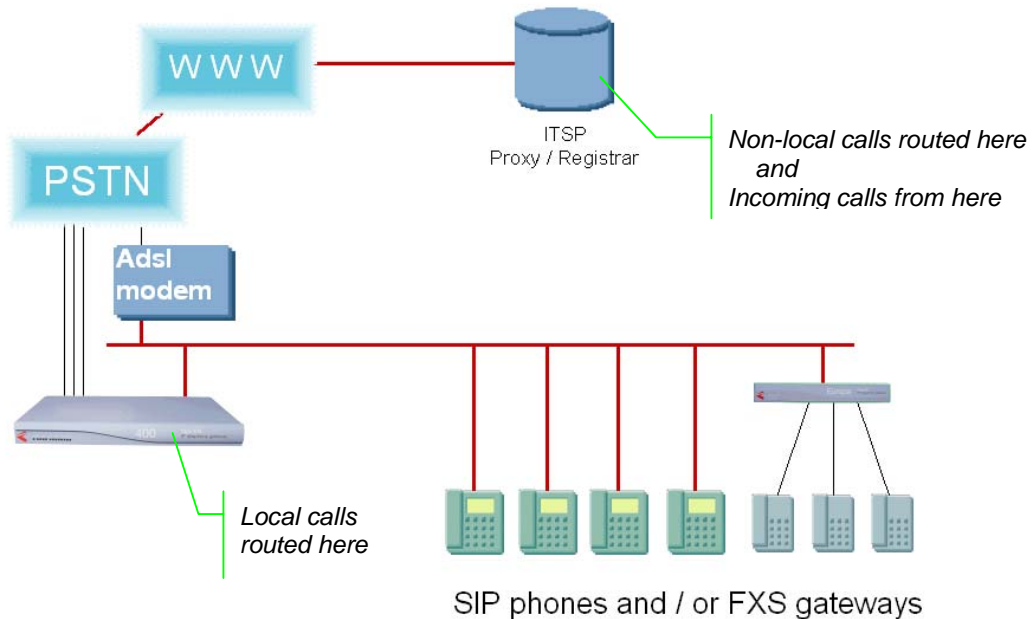 WWW
ITSP
Proxy / Registrar
Non-local calls routed here
and
Incoming calls from here
PSTN
Adsl
modem
400
Local calls
routed here
SIP phones and / or FXS gateways